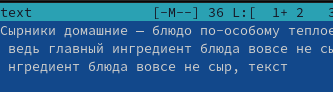 text [-M--] 36 L:[ 1+ 2 3
Сырники домашние — блюдо по-особому теплое
ведь главный ингредиент блюда вовсе не сы
нгредиент блюда вовсе не сыр, текст